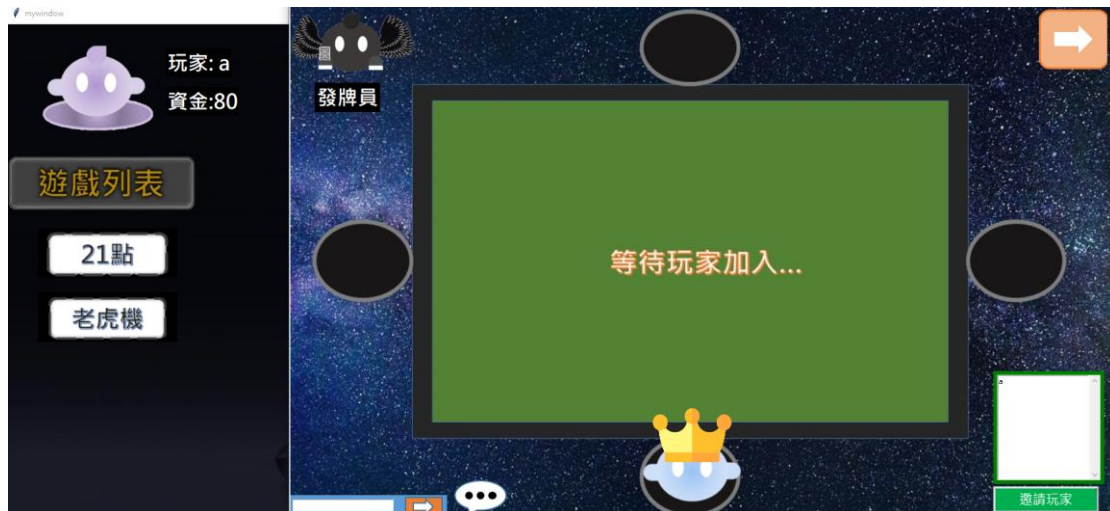 mywindow
玩家: a
資金:80
遊戲列表
21點
老虎機
發牌員
等待玩家加入...
a
邀請玩家